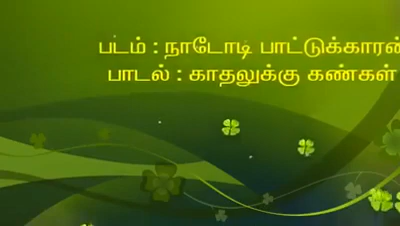 படம் : நாடோடி பாட்டுக்காரன்
பாடல் : காதலுக்கு கண்கள்